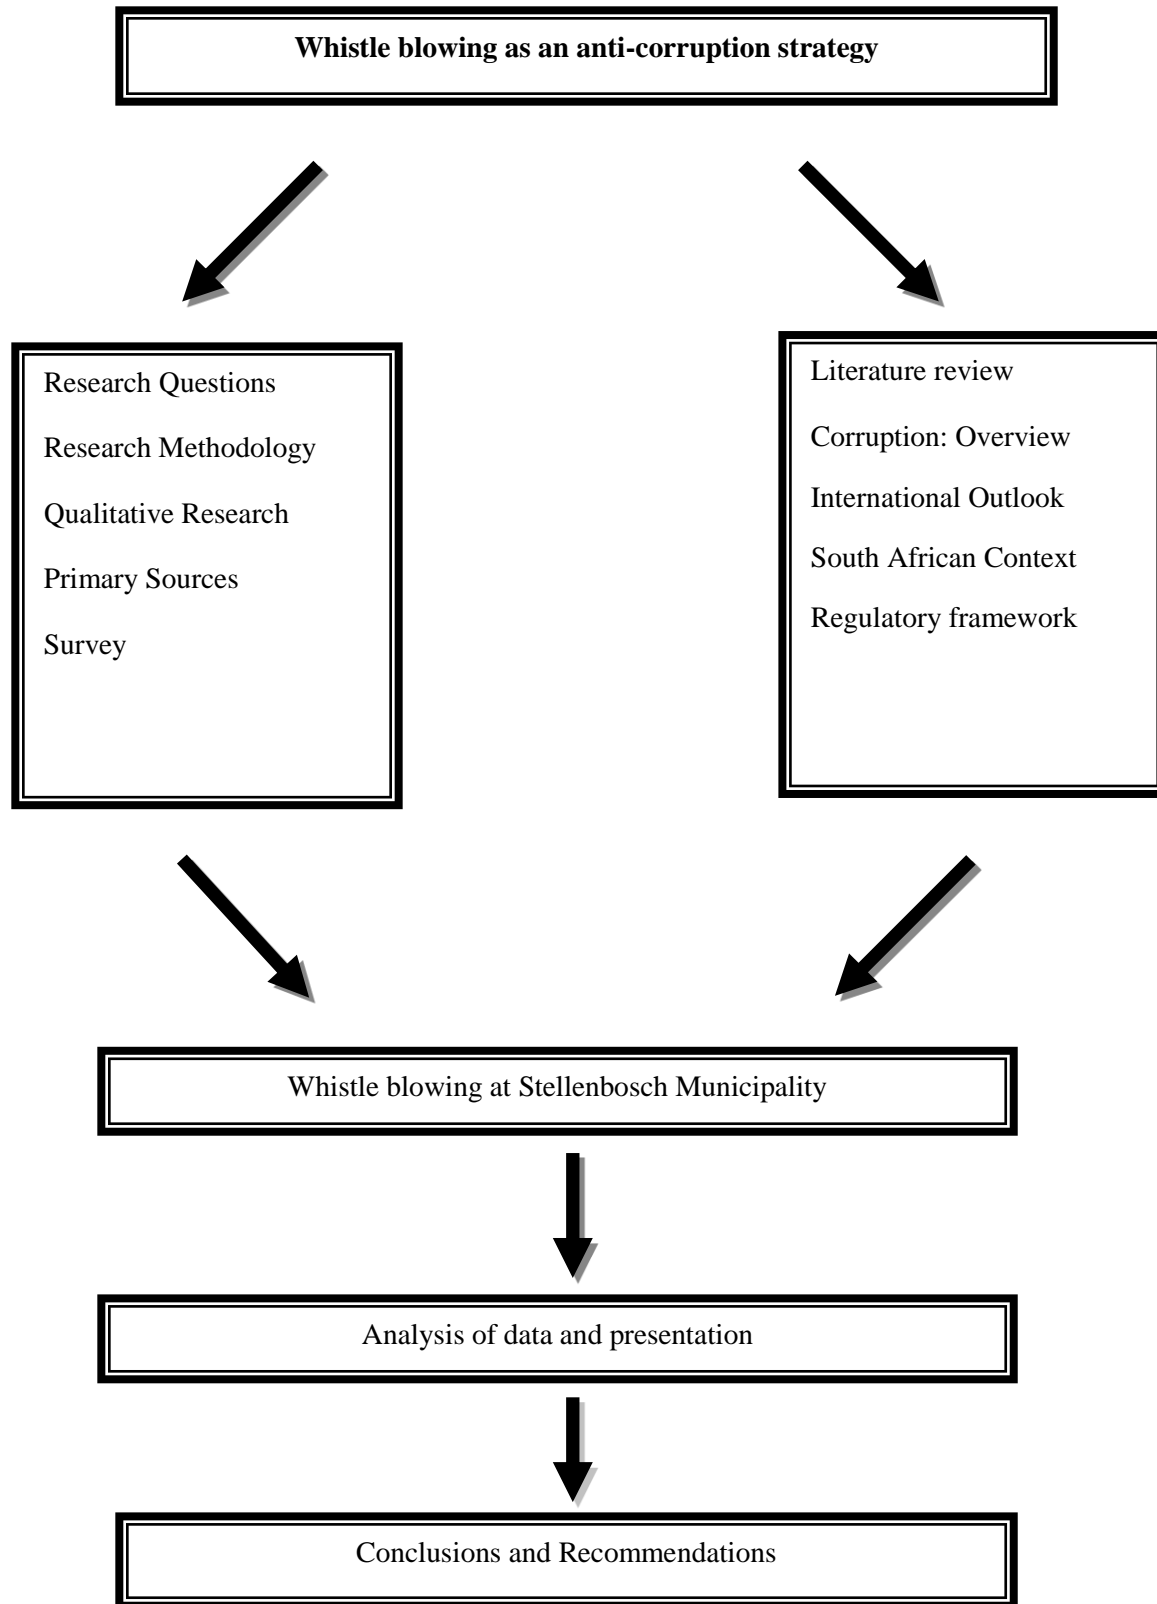 Whistle blowing as an anti-corruption strategy
Research Questions
Research Methodology
Qualitative Research
Primary Sources
Survey
Literature review
Corruption: Overview
International Outlook
South African Context
Regulatory framework
Whistle blowing at Stellenbosch Municipality
Analysis of data and presentation
Conclusions and Recommendations